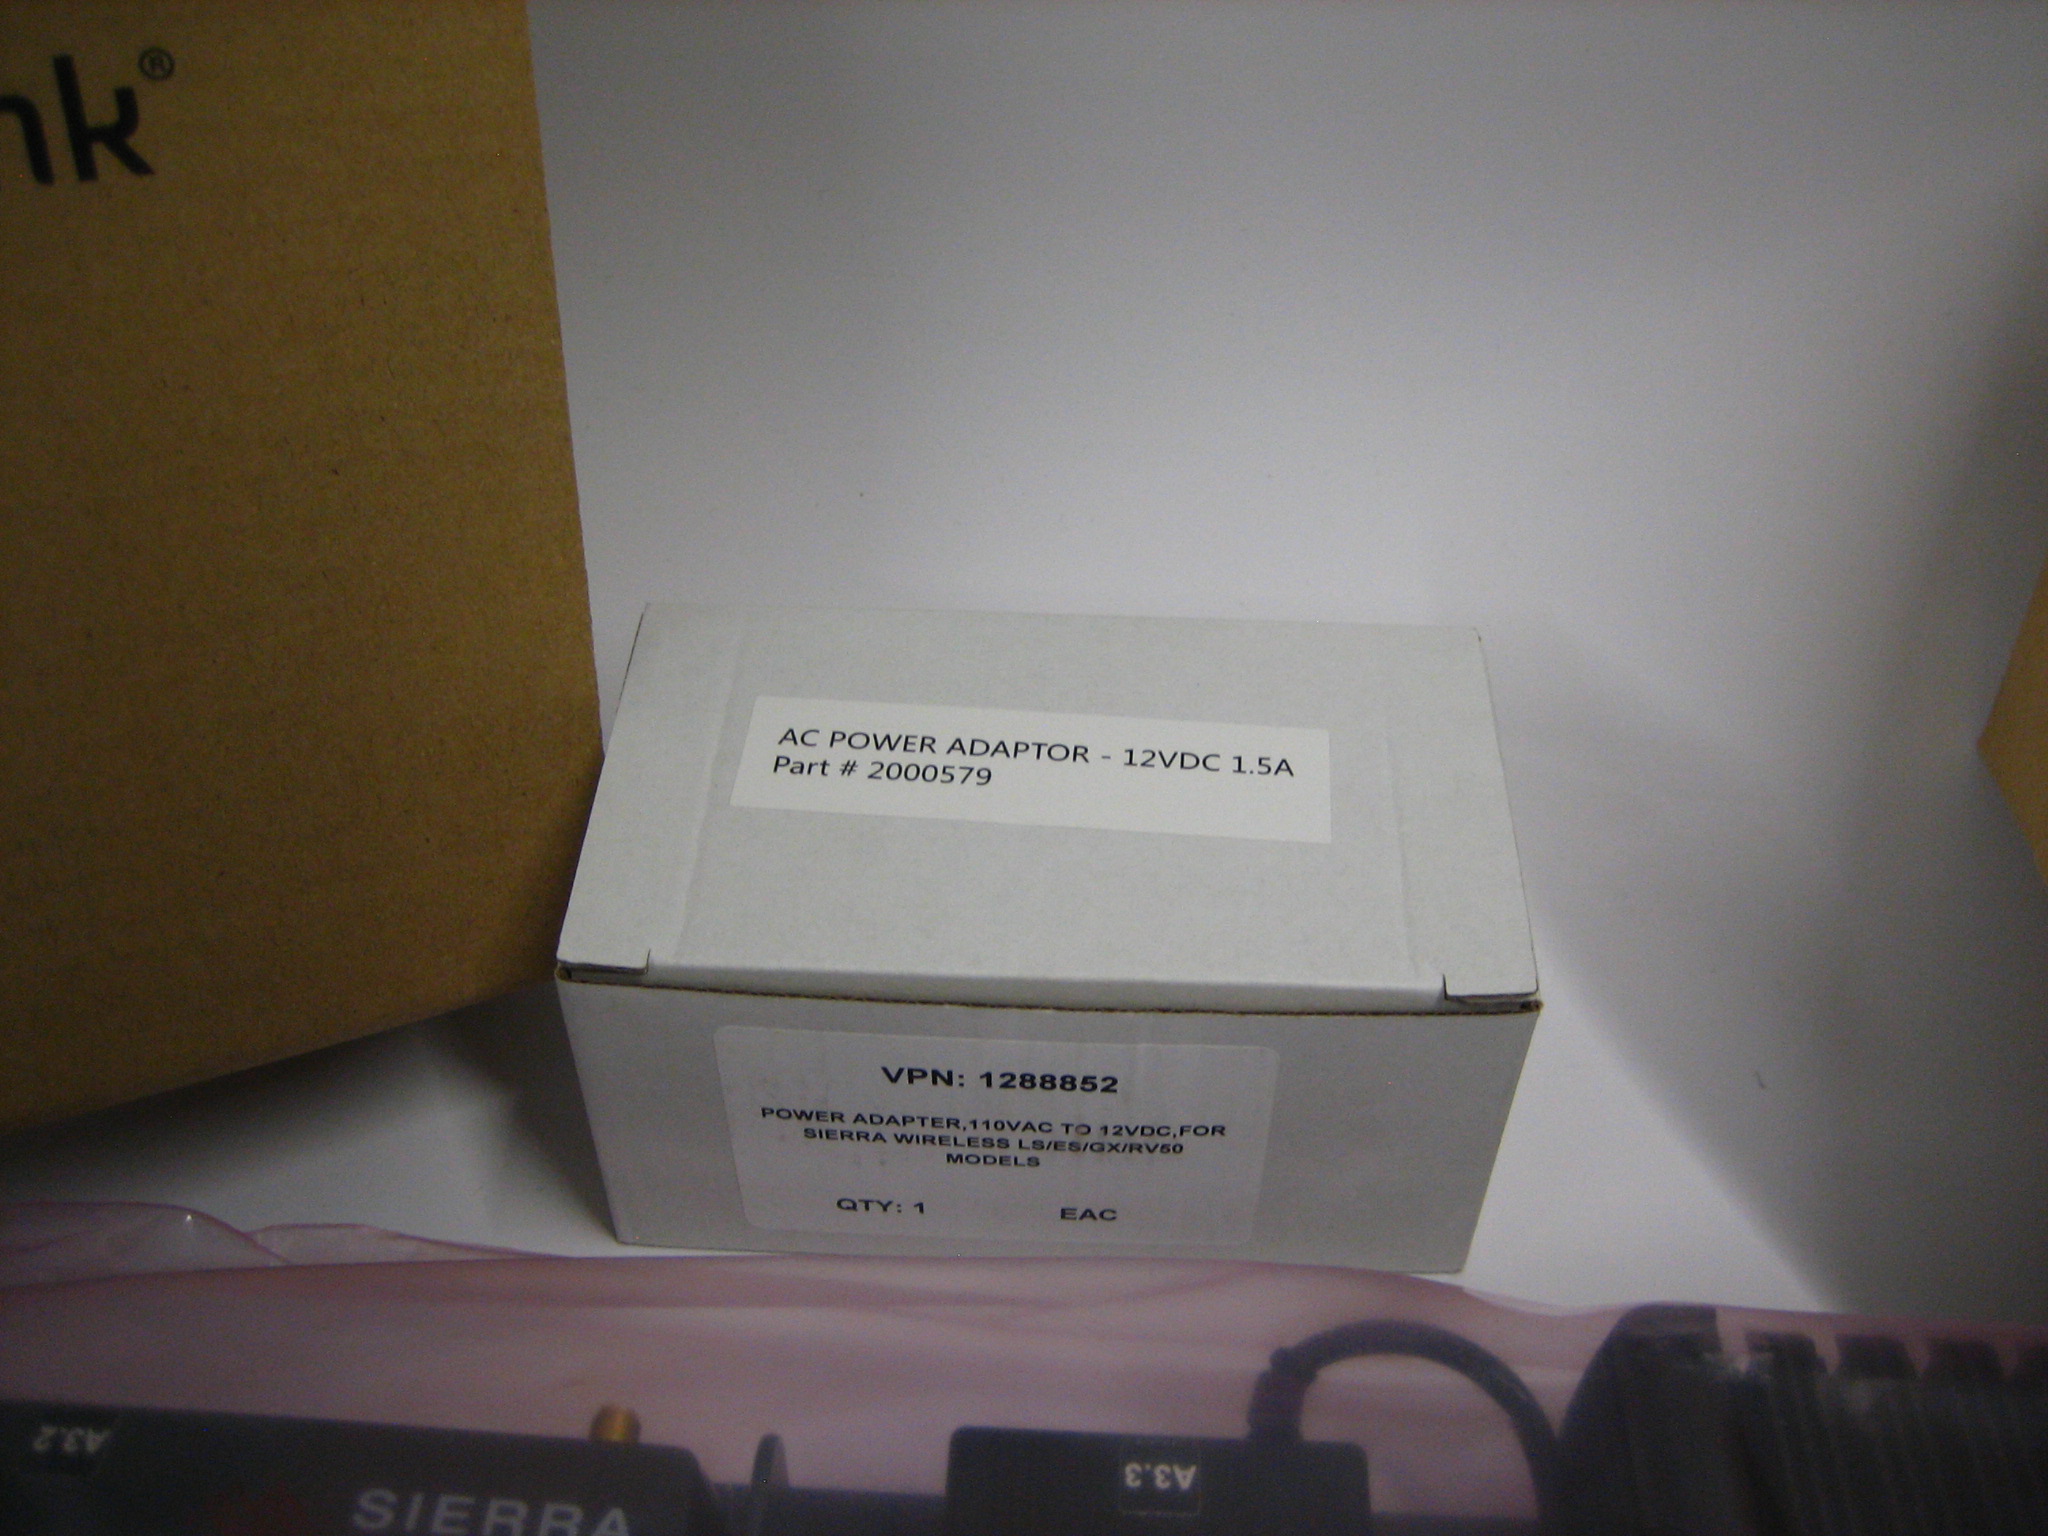 nk®
AC POWER ADAPTOR - 12VDC 1.5A
Part # 2000579
VPN: 1288852
POWER ADAPTER,110VAC TO 12VDC,FOR
SIERRA WIRELESS LS/ES/GX/RV50
MODELS
QTY: 1 EAC
A3.2
A3.3
SIERRA